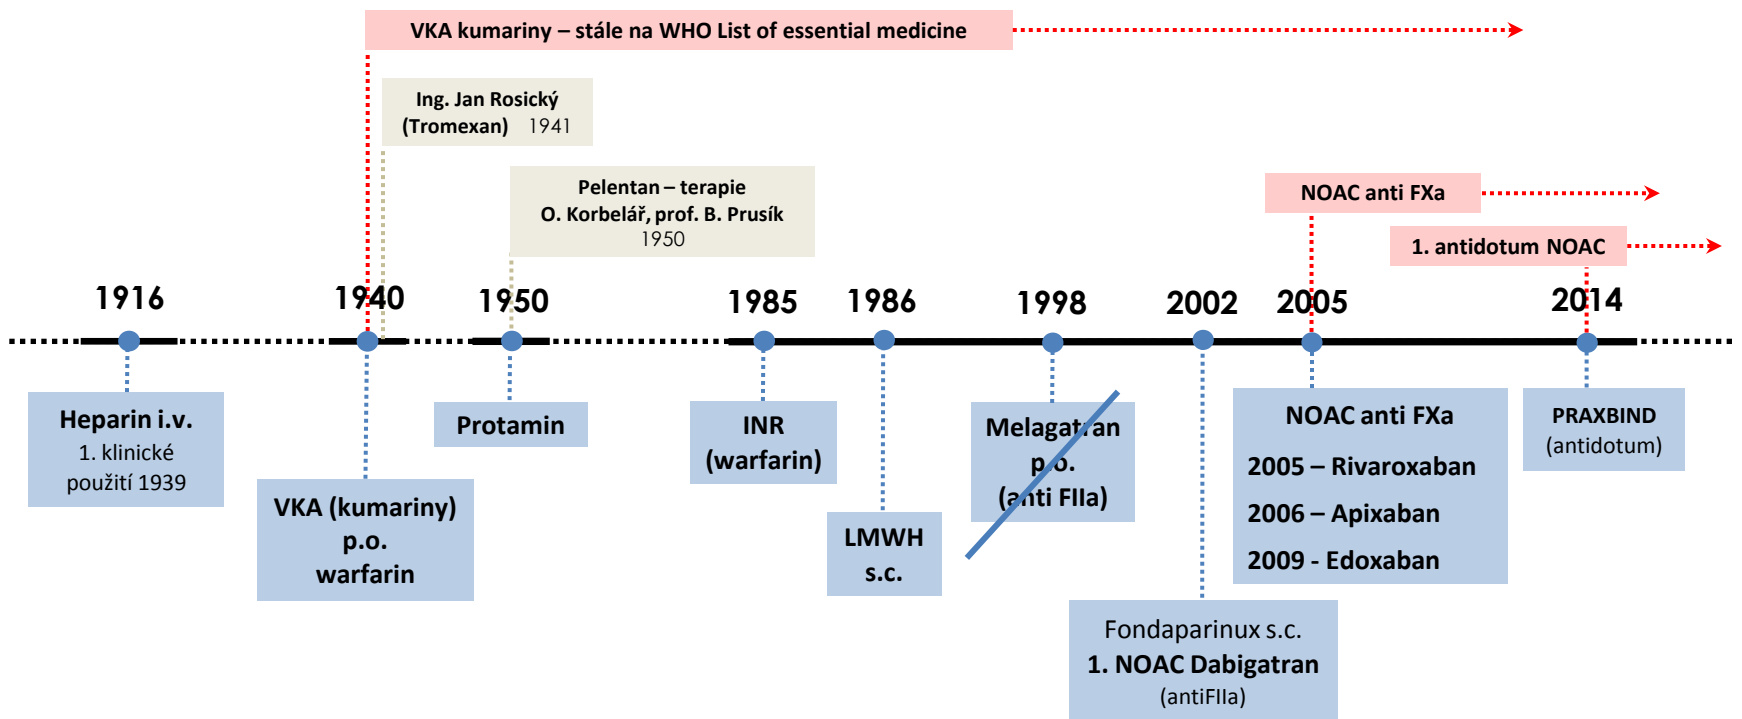 VKA kumariny – stále na WHO List of essential medicine
Ing. Jan Rosický
(Tromexan) 1941
Pelentan – terapie
O. Korbelář, prof. B. Prusík
1950
NOAC anti FXa
1. antidotum NOAC
1916
1940
1950
1985
1986
1998
2002
2005
2014
Heparin i.v.
1. klinické
použití 1939
VKA (kumariny)
p.o.
warfarin
Protamin
INR
(warfarin)
LMWH
s.c.
Melagatran
p.o.
(anti FIIa)
Fondaparinux s.c.
1. NOAC Dabigatran
(antiFIIa)
NOAC anti FXa
2005 – Rivaroxaban
2006 – Apixaban
2009 - Edoxaban
PRAXBIND
(antidotum)